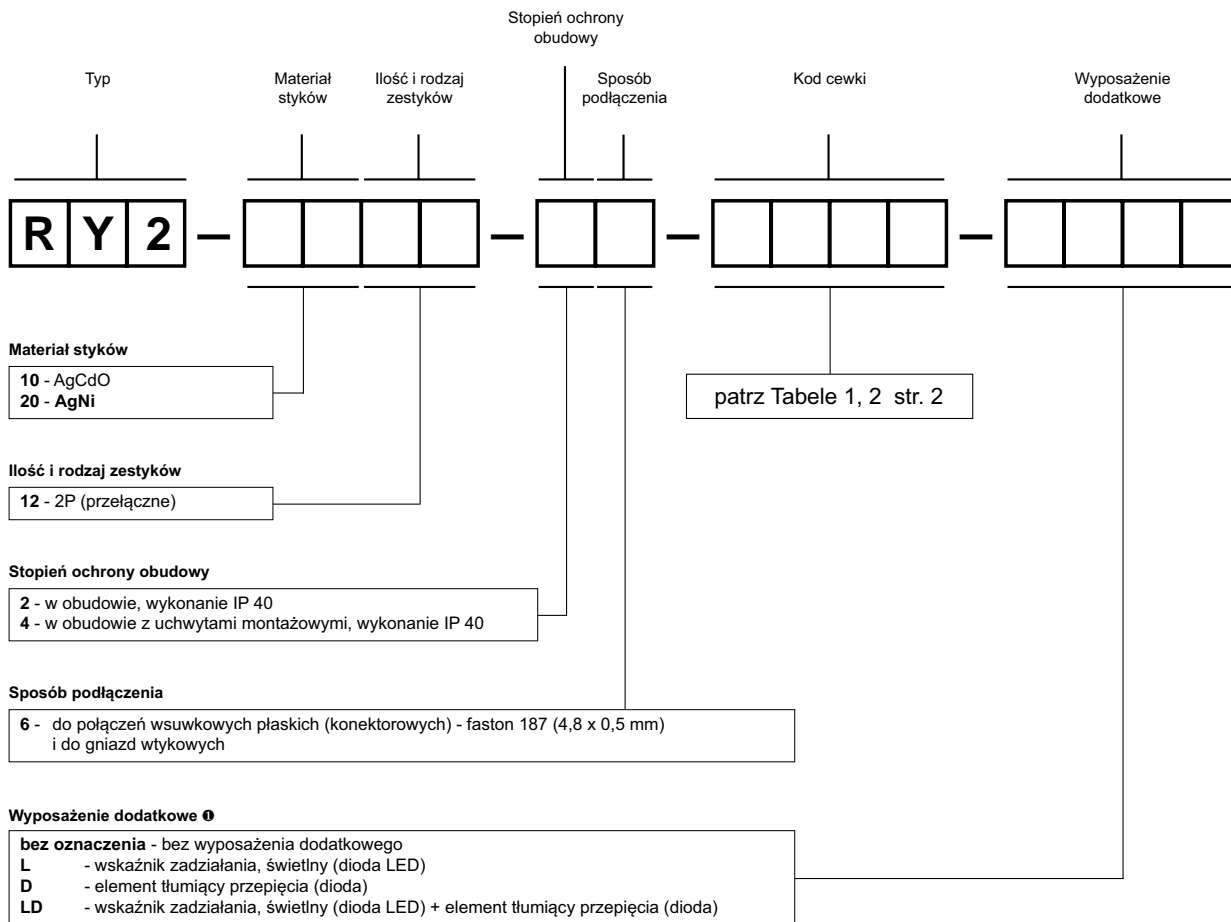 Stopień ochrony
obudowy
Typ
Materiał
styków
Ilość i rodzaj
zestyków
Sposób
podłączenia
Kod cewki
Wyposażenie
dodatkowe
R Y 2 – – – –
Materiał styków
10 - AgCdO
20 - AgNi
patrz Tabele 1, 2 str. 2
Ilość i rodzaj zestyków
12 - 2P (przełączne)
Stopień ochrony obudowy
2 - w obudowie, wykonanie IP 40
4 - w obudowie z uchwytami montażowymi, wykonanie IP 40
Sposób podłączenia
6 - do połączeń wsuwkowych płaskich (konektorowych) - faston 187 (4,8 x 0,5 mm)
i do gniazd wtykowych
Wyposażenie dodatkowe ❶
bez oznaczenia - bez wyposażenia dodatkowego
L - wskaźnik zadziałania, świetlny (dioda LED)
D - element tłumiący przepięcia (dioda)
LD - wskaźnik zadziałania, świetlny (dioda LED) + element tłumiący przepięcia (dioda)